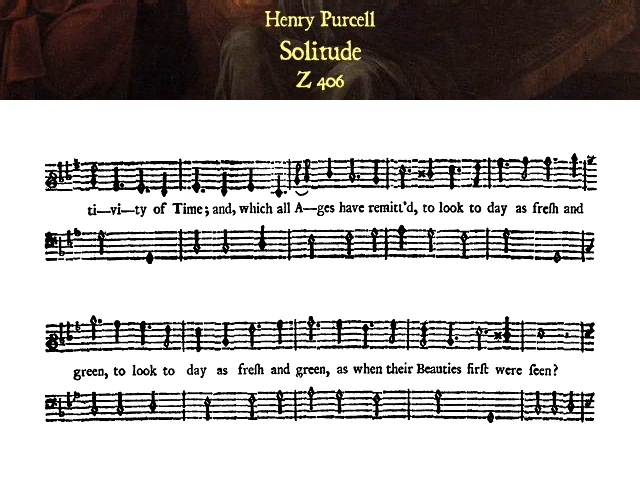 Henry Purcell
Solitude
Z 406
ti—vi—ty of Time; and, which all A—ges have remitt'd, to look to day as freſh and
green, to look to day as freſh and green, as when their Beauties firſt were ſeen?